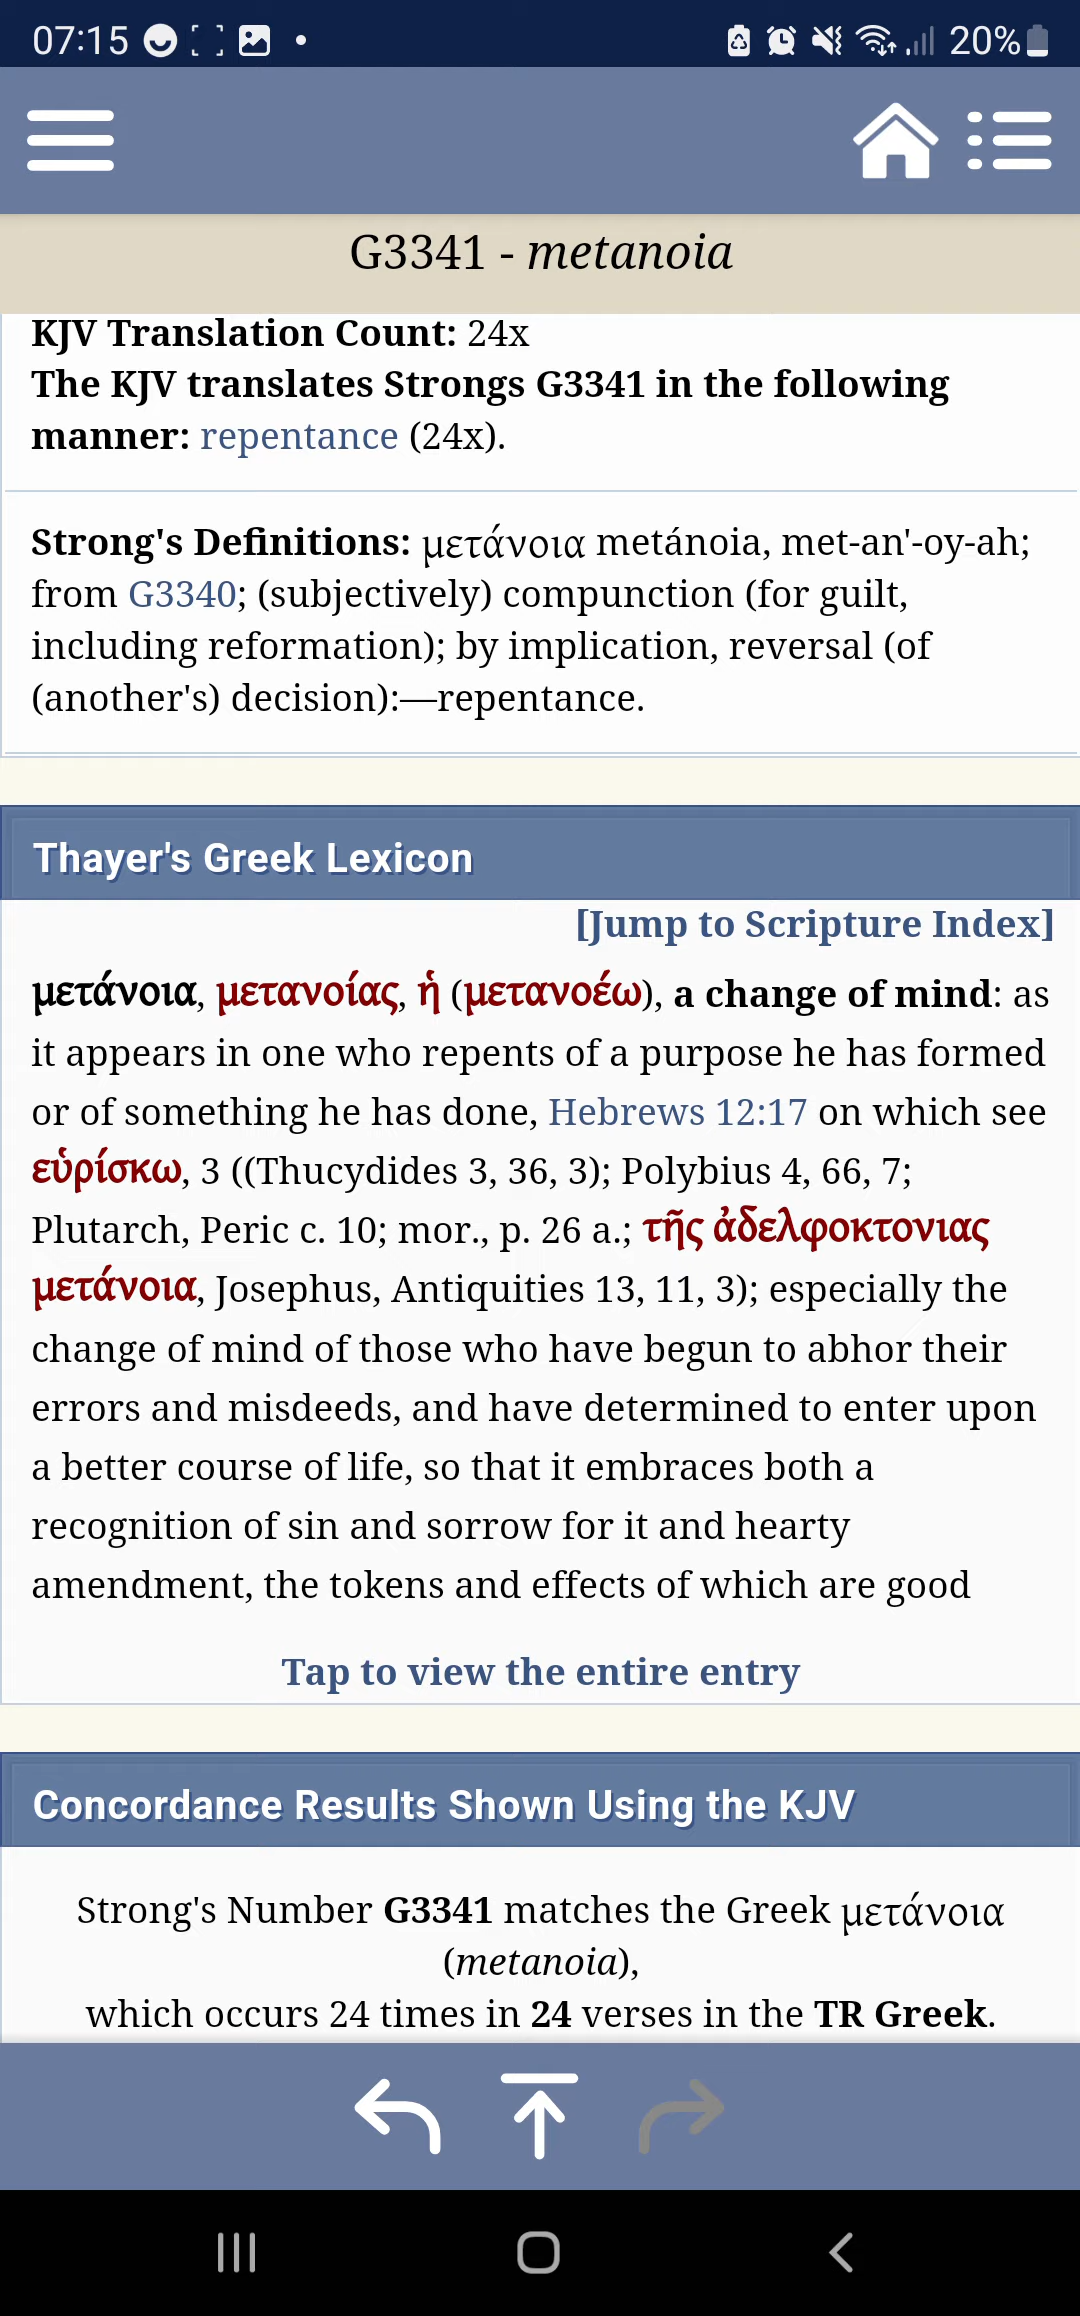 07:15
20%
G3341 - metanoia
KJV Translation Count: 24x
The KJV translates Strongs G3341 in the following
manner: repentance (24x).
Strong's Definitions: μετάνοια metánoia, met-an'-oy-ah;
from G3340; (subjectively) compunction (for guilt,
including reformation); by implication, reversal (of
(another's) decision):—repentance.
Thayer's Greek Lexicon
[Jump to Scripture Index]
μετάνοια, μετανοίας, ἡ (μετανοέω), a change of mind: as
it appears in one who repents of a purpose he has formed
or of something he has done, Hebrews 12:17 on which see
εὑρίσκω, 3 ((Thucydides 3, 36, 3); Polybius 4, 66, 7;
Plutarch, Peric c. 10; mor., p. 26 a.; τῆς ἀδελφοκτονιας
μετάνοια, Josephus, Antiquities 13, 11, 3); especially the
change of mind of those who have begun to abhor their
errors and misdeeds, and have determined to enter upon
a better course of life, so that it embraces both a
recognition of sin and sorrow for it and hearty
amendment, the tokens and effects of which are good
Tap to view the entire entry
Concordance Results Shown Using the KJV
Strong's Number G3341 matches the Greek μετάνοια
(metanoia),
which occurs 24 times in 24 verses in the TR Greek.